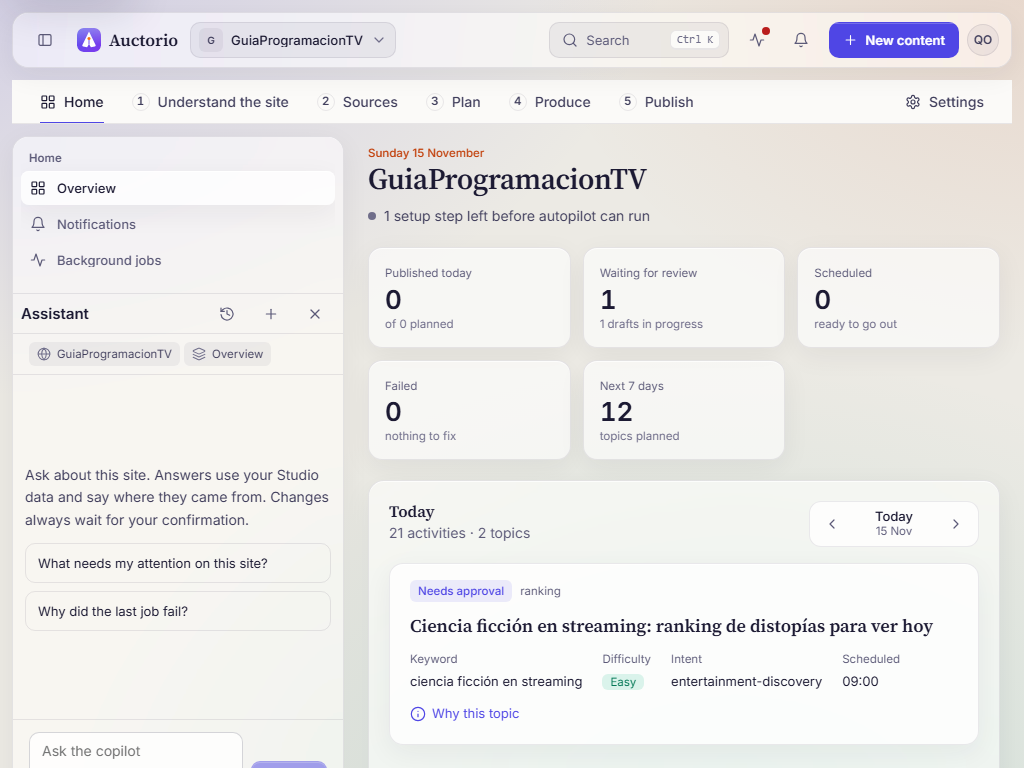 Auctorio
G GuiaProgramacionTV
Search Ctrl K
New content
QO
Home
1 Understand the site
2 Sources
3 Plan
4 Produce
5 Publish
Settings
Home
Overview
Notifications
Background jobs
Assistant
GuiaProgramacionTV Overview
Ask about this site. Answers use your Studio
data and say where they came from. Changes
always wait for your confirmation.
What needs my attention on this site?
Why did the last job fail?
Ask the copilot
Sunday 15 November
GuiaProgramacionTV
1 setup step left before autopilot can run
Published today
0
of 0 planned
Waiting for review
1
1 drafts in progress
Scheduled
0
ready to go out
Failed
0
nothing to fix
Next 7 days
12
topics planned
Today
21 activities · 2 topics
Today
15 Nov
Needs approval ranking
Ciencia ficción en streaming: ranking de distopías para ver hoy
Keyword
ciencia ficción en streaming
Difficulty
Easy
Intent
entertainment-discovery
Scheduled
09:00
Why this topic